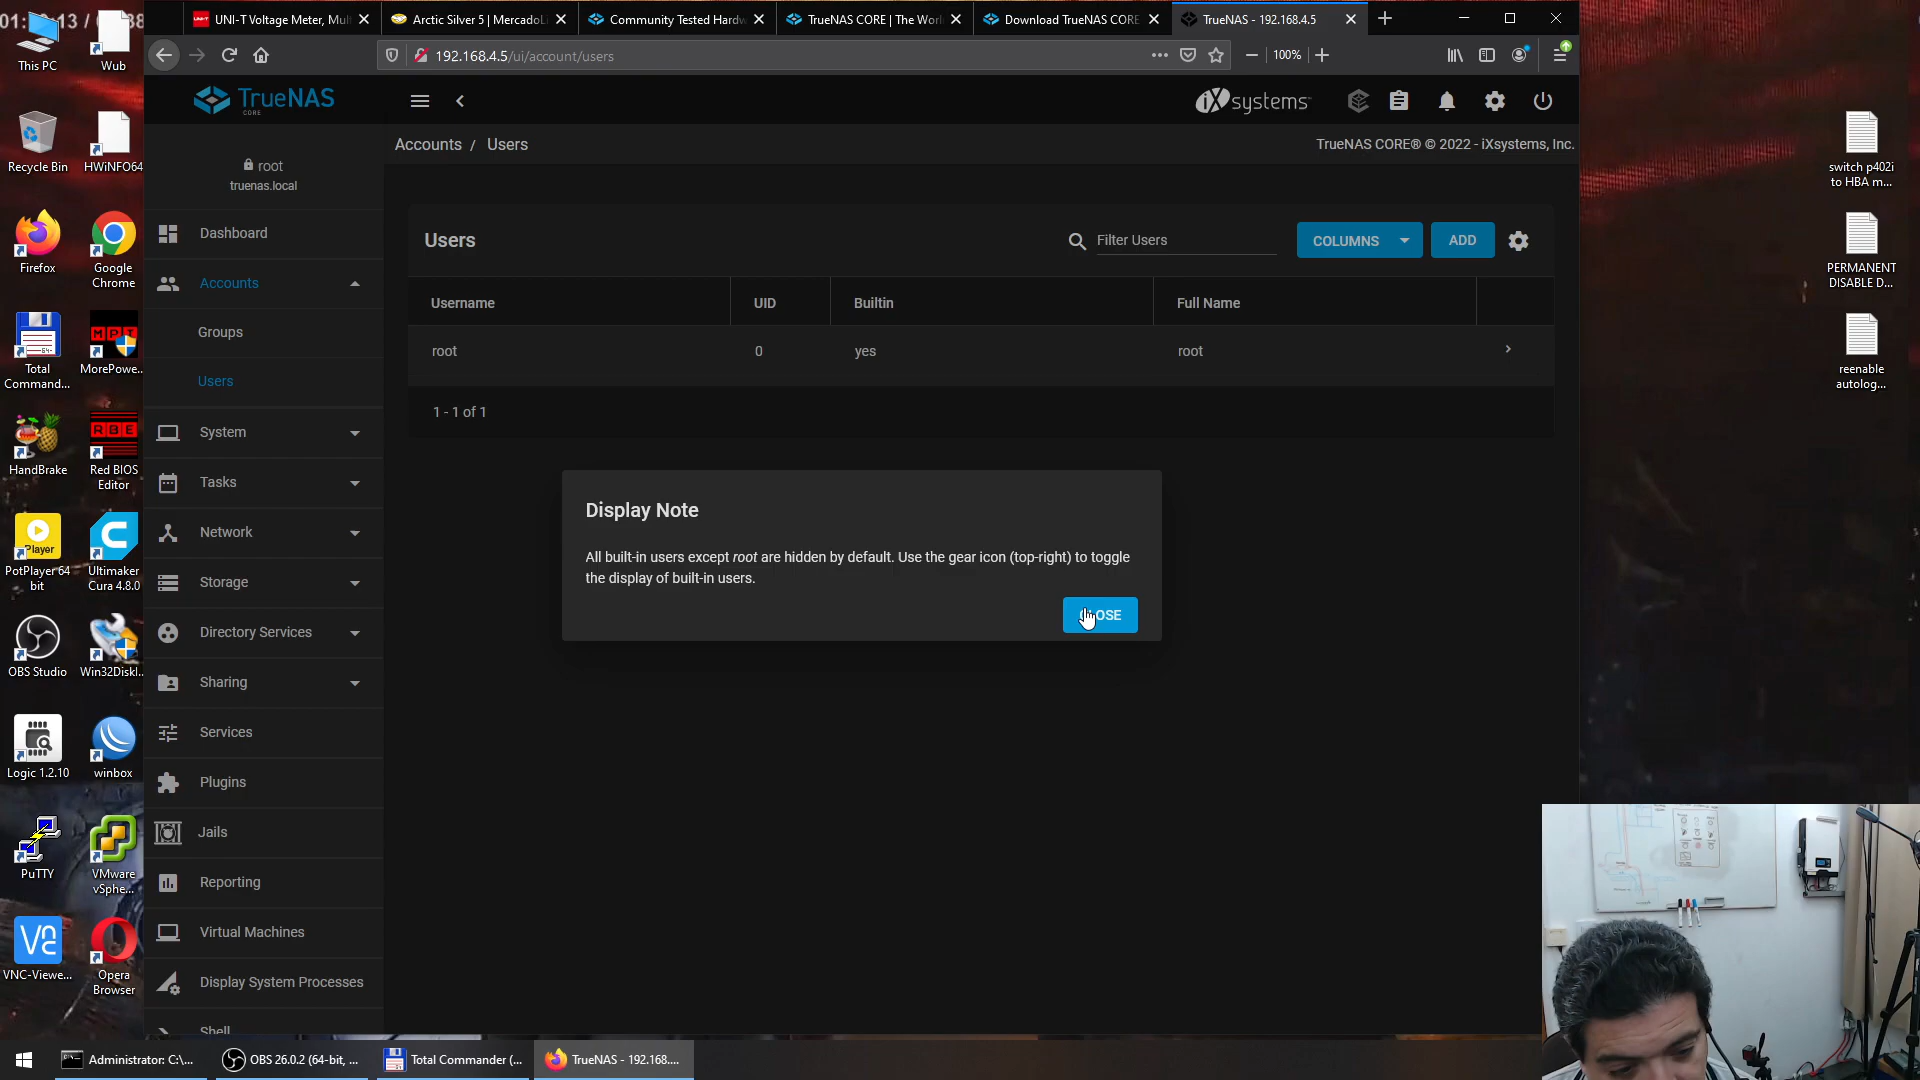 This PC
Wub
Recycle Bin
HWiNFO64
Firefox
Google
Chrome
Total
Command...
MorePowe...
HandBrake
Red BIOS
Editor
Player
PotPlayer 64
bit
Ultimaker
Cura 4.8.0
OBS Studio
Win32DiskI...
Logic 1.2.10
winbox
PuTTY
VMware
vSphe...
VNC-Viewe...
Opera
Browser
UNI-T Voltage Meter, Mul
Arctic Silver 5 | MercadoLi
Community Tested Hardw
TrueNAS CORE | The Worl
Download TrueNAS CORE
TrueNAS - 192.168.4.5
192.168.4.5/ui/account/users
100%
TrueNAS
CORE
iXsystems
Accounts / Users
TrueNAS CORE® © 2022 - iXsystems, Inc.
root
truenas.local
Dashboard
Accounts
Groups
Users
System
Tasks
Network
Storage
Directory Services
Sharing
Services
Plugins
Jails
Reporting
Virtual Machines
Display System Processes
Shell
Users
Filter Users
COLUMNS
ADD
Username UID Builtin Full Name
root 0 yes root
1 - 1 of 1
Display Note
All built-in users except root are hidden by default. Use the gear icon (top-right) to toggle
the display of built-in users.
switch p402i
to HBA m...
PERMANENT
DISABLE D...
reenable
autolog...
Administrator: C:\...
OBS 26.0.2 (64-bit, ...
Total Commander (...
TrueNAS - 192.168....